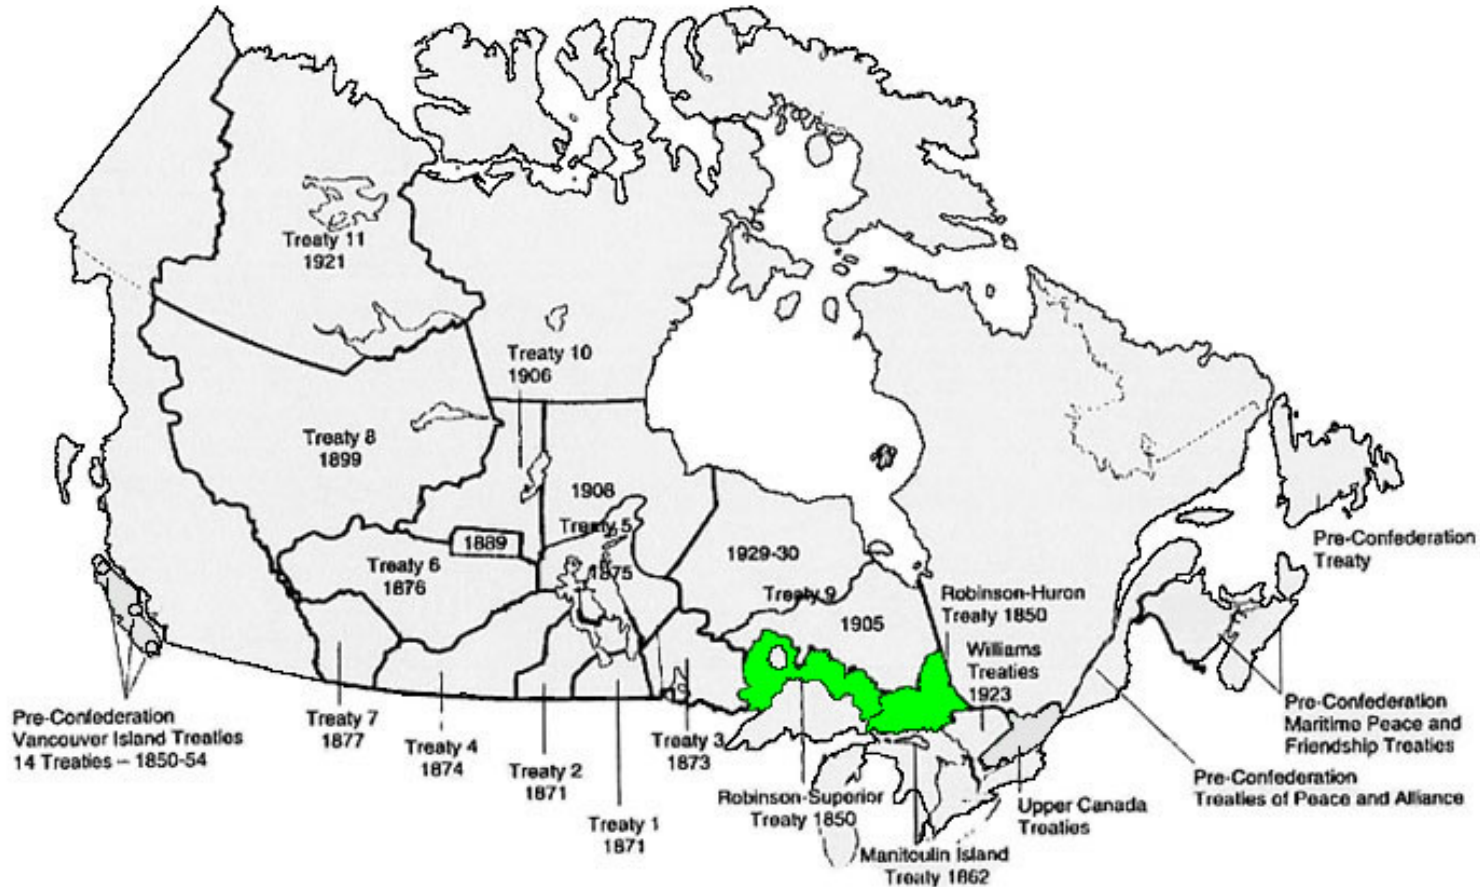 Treaty 11
1921
Treaty 10
1906
Treaty 8
1899
1908
Treaty 5
1875
1889
Treaty 6
1876
1929-30
Treaty 9
1905
Robinson-Huron
Treaty 1850
Williams
Treaties
1923
Pre-Confederation
Treaty
Pre-Confederation
Vancouver Island Treaties
14 Treaties – 1850-54
Treaty 7
1877
Treaty 4
1874
Treaty 2
1871
Treaty 1
1871
Treaty 3
1873
Robinson-Superior
Treaty 1850
Manitoulin Island
Treaty 1862
Upper Canada
Treaties
Pre-Confederation
Treaties of Peace and Alliance
Pre-Confederation
Maritime Peace and
Friendship Treaties